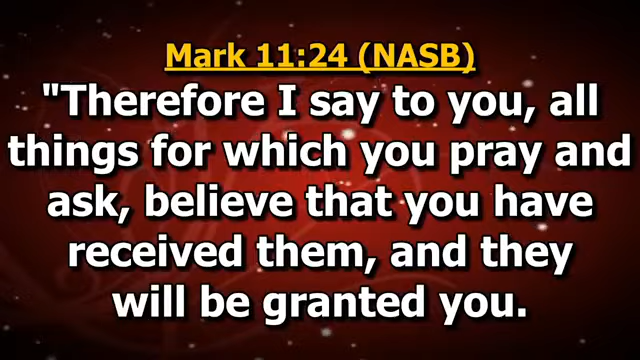 Mark 11:24 (NASB)
"Therefore I say to you, all
things for which you pray and
ask, believe that you have
received them, and they
will be granted you.